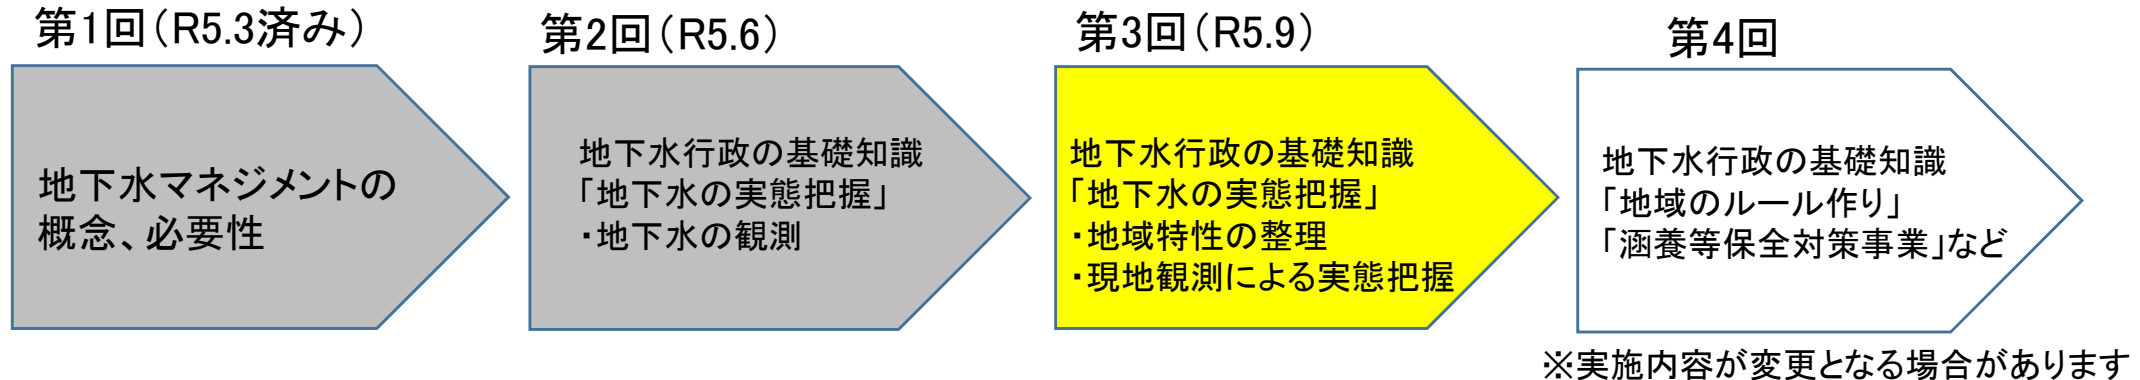 第1回(R5.3済み)
地下水マネジメントの
概念、必要性
第2回(R5.6)
地下水行政の基礎知識
「地下水の実態把握」
・地下水の観測
第3回(R5.9)
地下水行政の基礎知識
「地下水の実態把握」
・地域特性の整理
・現地観測による実態把握
第4回
地下水行政の基礎知識
「地域のルール作り」
「涵養等保全対策事業」など
※実施内容が変更となる場合があります